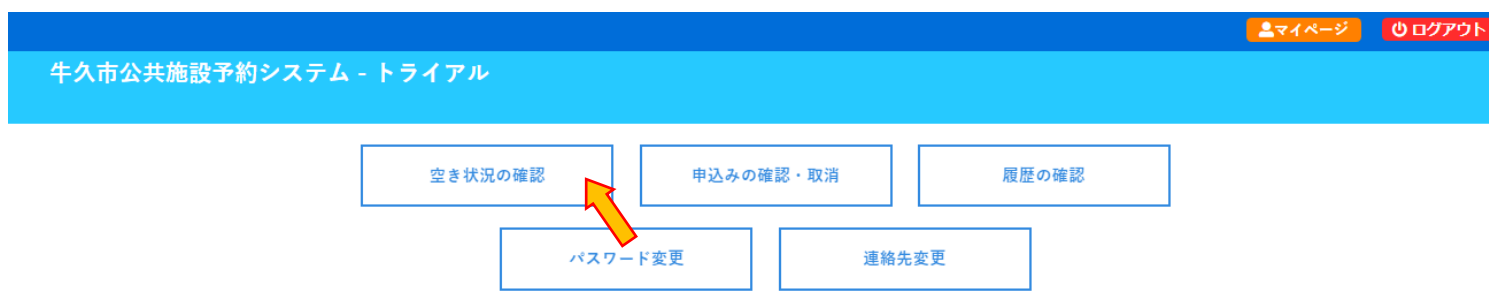 マイページ ログアウト
牛久市公共施設予約システム - トライアル
空き状況の確認 申込みの確認・取消 履歴の確認
パスワード変更 連絡先変更